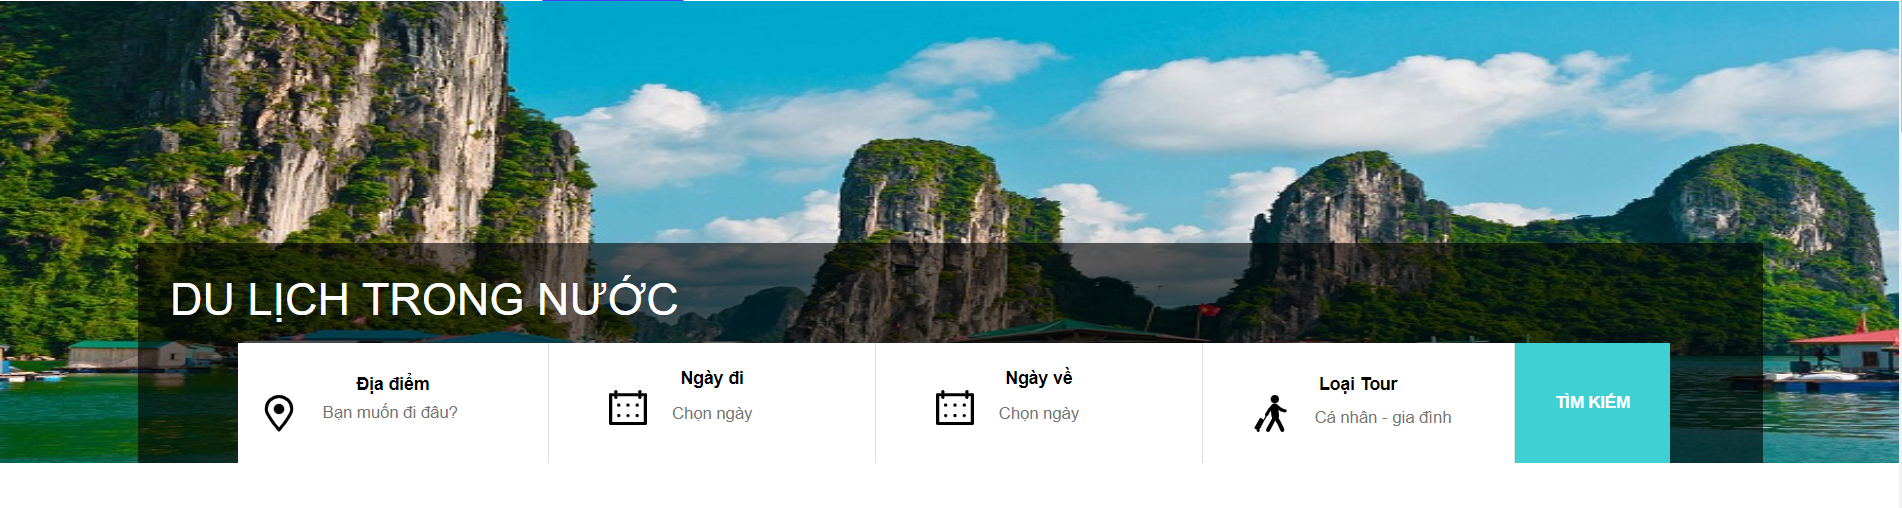 DU LỊCH TRONG NƯỚC
Địa điểm
Bạn muốn đi đâu?
Ngày đi
Chọn ngày
Ngày về
Chọn ngày
Loại Tour
Cá nhân - gia đình
TÌM KIẾM